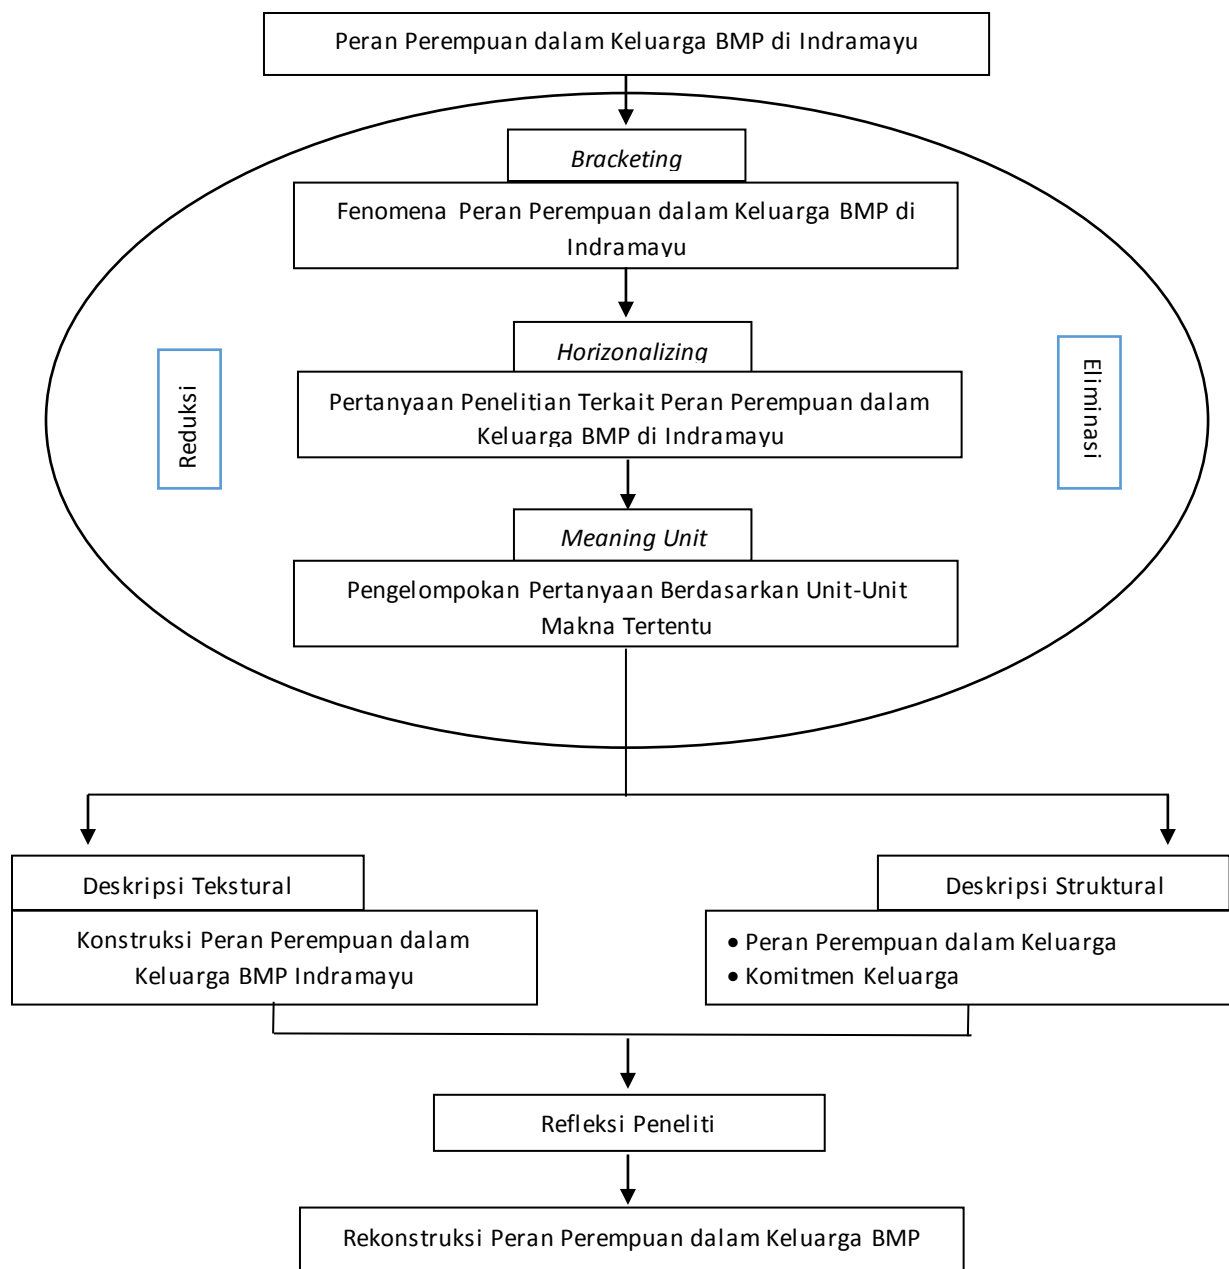 Peran Perempuan dalam Keluarga BMP di Indramayu
Bracketing
Fenomena Peran Perempuan dalam Keluarga BMP di
Indramayu
Horizonalizing
Pertanyaan Penelitian Terkait Peran Perempuan dalam
Keluarga BMP di Indramayu
Reduksi
Eliminasi
Meaning Unit
Pengelompokan Pertanyaan Berdasarkan Unit-Unit
Makna Tertentu
Deskripsi Tekstural
Konstruksi Peran Perempuan dalam
Keluarga BMP Indramayu
Deskripsi Struktural
• Peran Perempuan dalam Keluarga
• Komitmen Keluarga
Refleksi Peneliti
Rekonstruksi Peran Perempuan dalam Keluarga BMP